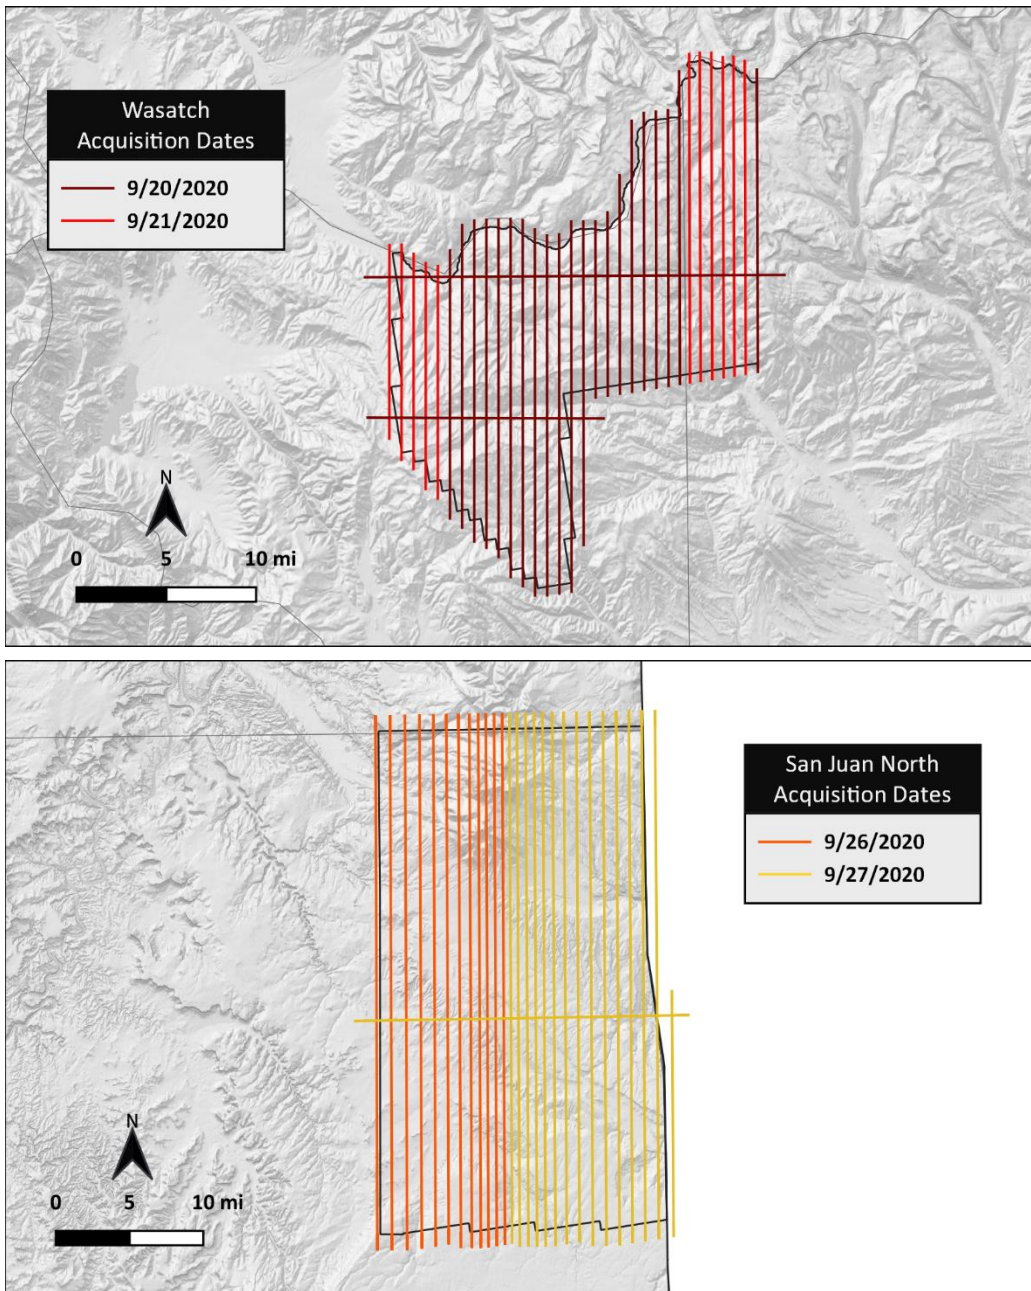 Wasatch
Acquisition Dates
9/20/2020
9/21/2020
N
0 5 10 mi
San Juan North
Acquisition Dates
9/26/2020
9/27/2020
N
0 5 10 mi